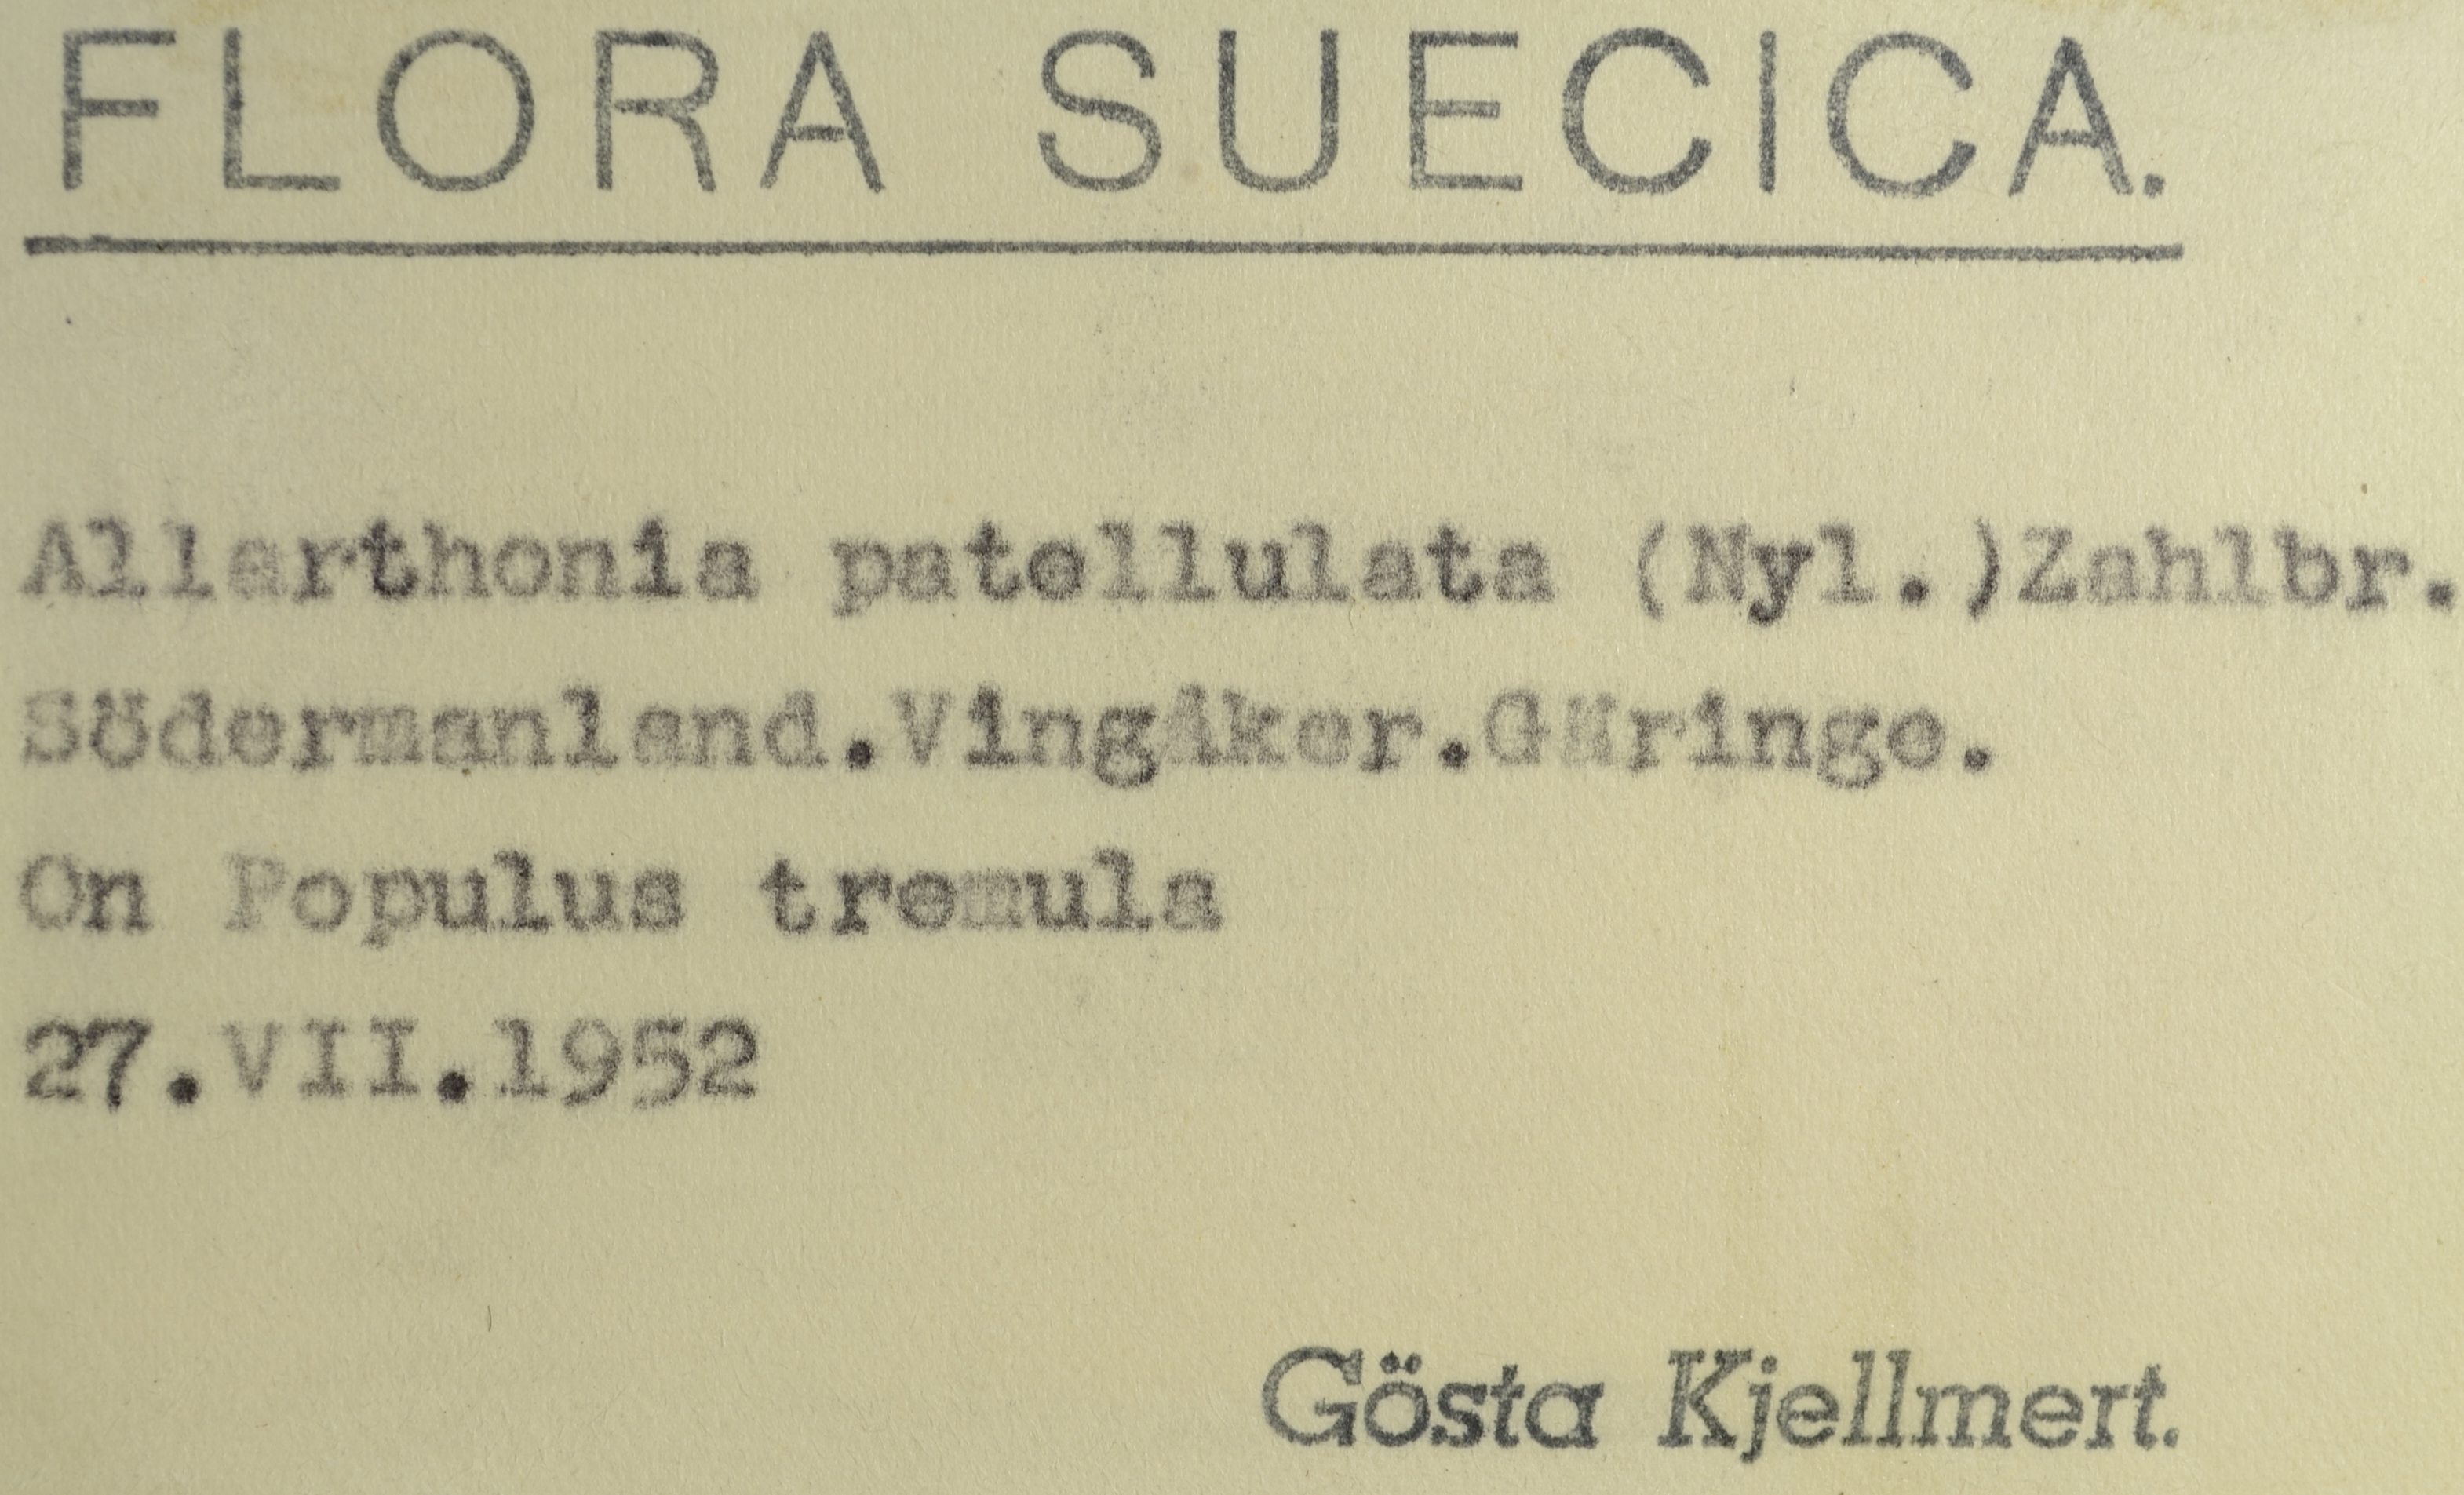 FLORA SUECICA.
Allarthonia patellulata (Nyl.)Zahlbr.
Södermanland.Vingåker.Gäringe.
On Populus tremula
27.VII.1952
Gösta Kjellmert.